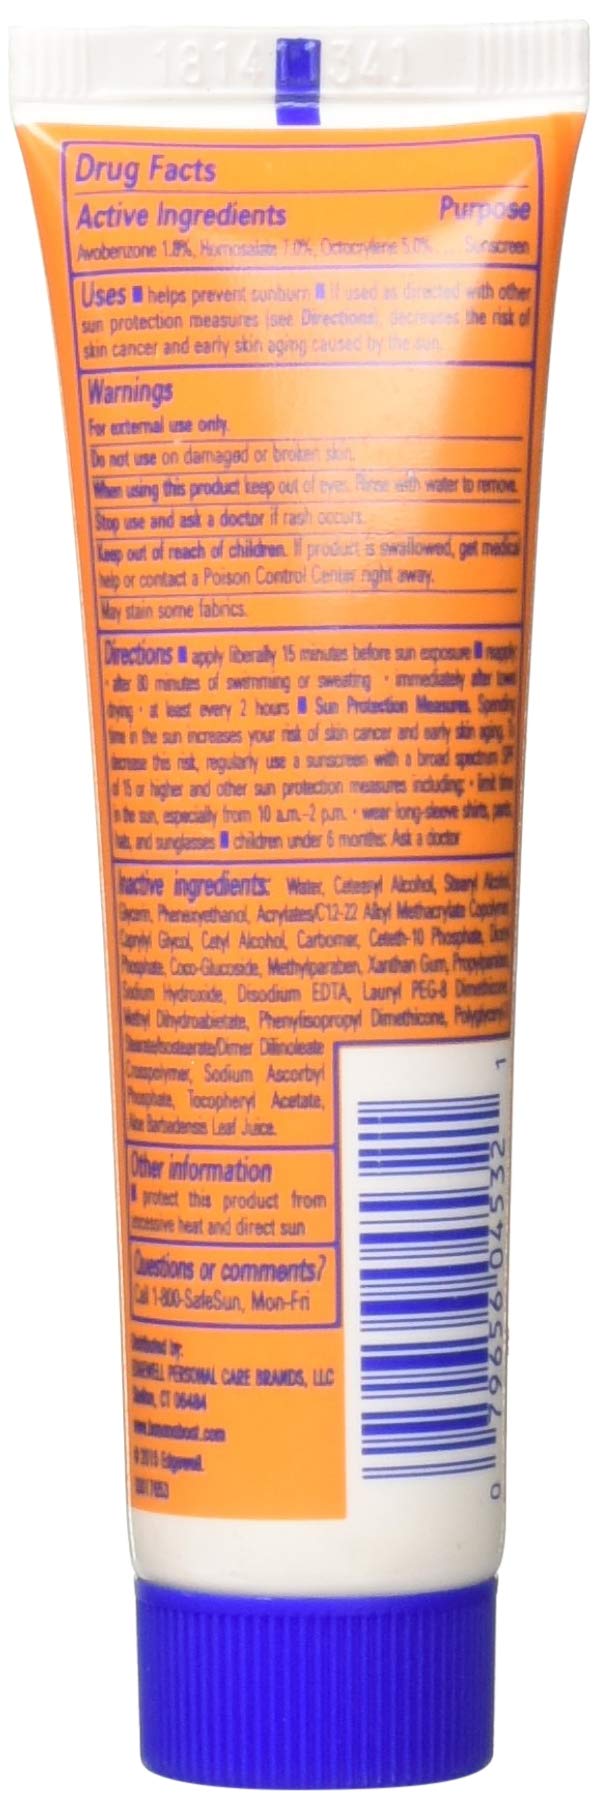 1814 341
Drug Facts
Active Ingredients Purpose
Avobenzone 1.8%, Homosalate 7.0%, Octocrylene 5.0%.... Sunscreen
Uses ■ helps prevent sunburn ■ If used as directed with other
sun protection measures (see Directions), decreases the risk of
skin cancer and early skin aging caused by the sun.
Warnings
For external use only.
Do not use on damaged or broken skin.
When using this product keep out of eyes. Rinse with water to remove.
Stop use and ask a doctor if rash occurs.
Keep out of reach of children. If product is swallowed, get medical
help or contact a Poison Control Center right away.
May stain some fabrics.
Directions ■ apply liberally 15 minutes before sun exposure ■ reapply
• after 80 minutes of swimming or sweating • immediately after towel
drying • at least every 2 hours ■ Sun Protection Measures. Spending
time in the sun increases your risk of skin cancer and early skin aging. To
decrease this risk, regularly use a sunscreen with a broad spectrum SPF
of 15 or higher and other sun protection measures including: • limit time
in the sun, especially from 10 a.m.–2 p.m. • wear long-sleeve shirts, pants,
hats, and sunglasses ■ children under 6 months: Ask a doctor
Inactive ingredients: Water, Cetearyl Alcohol, Stearyl Alcohol,
Glycerin, Phenoxyethanol, Acrylates/C12-22 Alkyl Methacrylate Copolymer,
Caprylyl Glycol, Cetyl Alcohol, Carbomer, Ceteth-10 Phosphate, Dicetyl
Phosphate, Coco-Glucoside, Methylparaben, Xanthan Gum, Propylparaben,
Sodium Hydroxide, Disodium EDTA, Lauryl PEG-8 Dimethicone,
Methyl Dihydroabietate, Phenylisopropyl Dimethicone, Polyglyceryl-
Stearate/Isostearate/Dimer Dilinoleate
Crosspolymer, Sodium Ascorbyl
Phosphate, Tocopheryl Acetate,
Aloe Barbadensis Leaf Juice.
Other information
■ protect this product from
excessive heat and direct sun
Questions or comments?
Call 1-800-SafeSun, Mon-Fri
Distributed by:
EDGEWELL PERSONAL CARE BRANDS, LLC
Shelton, CT 06484
www.bananaboat.com
© 2015 Edgewell.
0 79656 04532 1